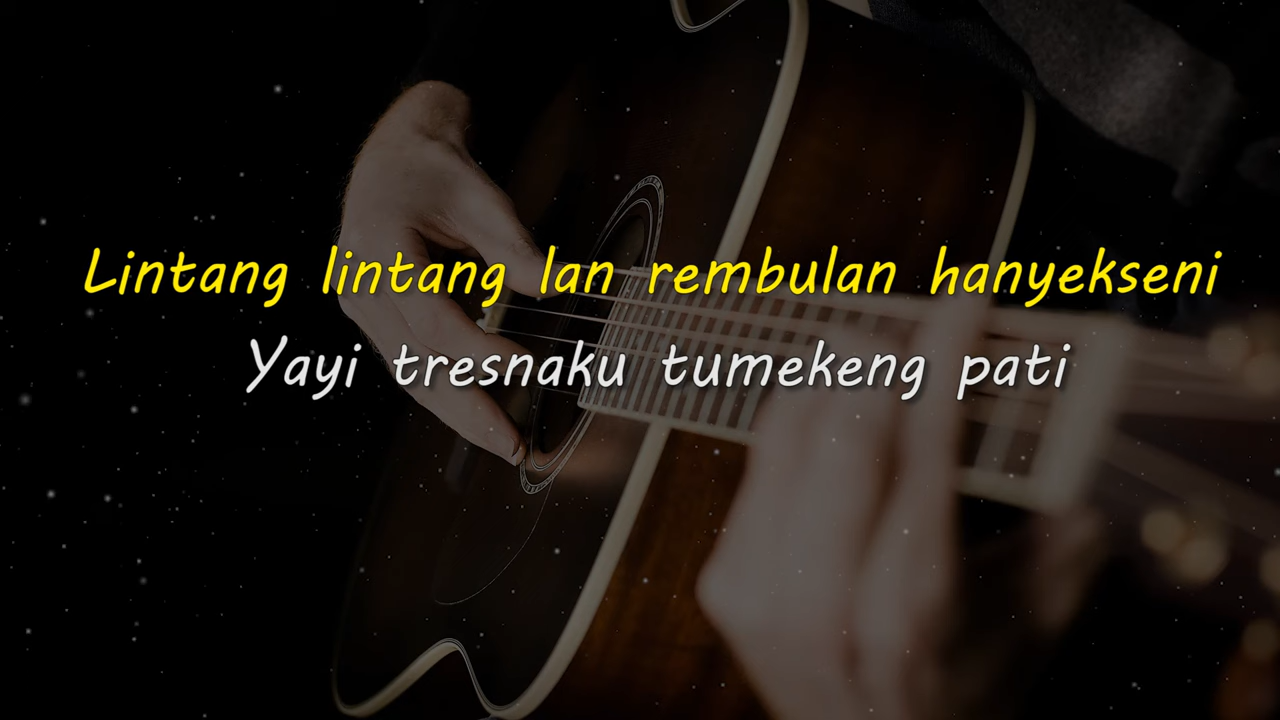 Lintang lintang lan rembulan hanyekseni
Yayi tresnaku tumekeng pati